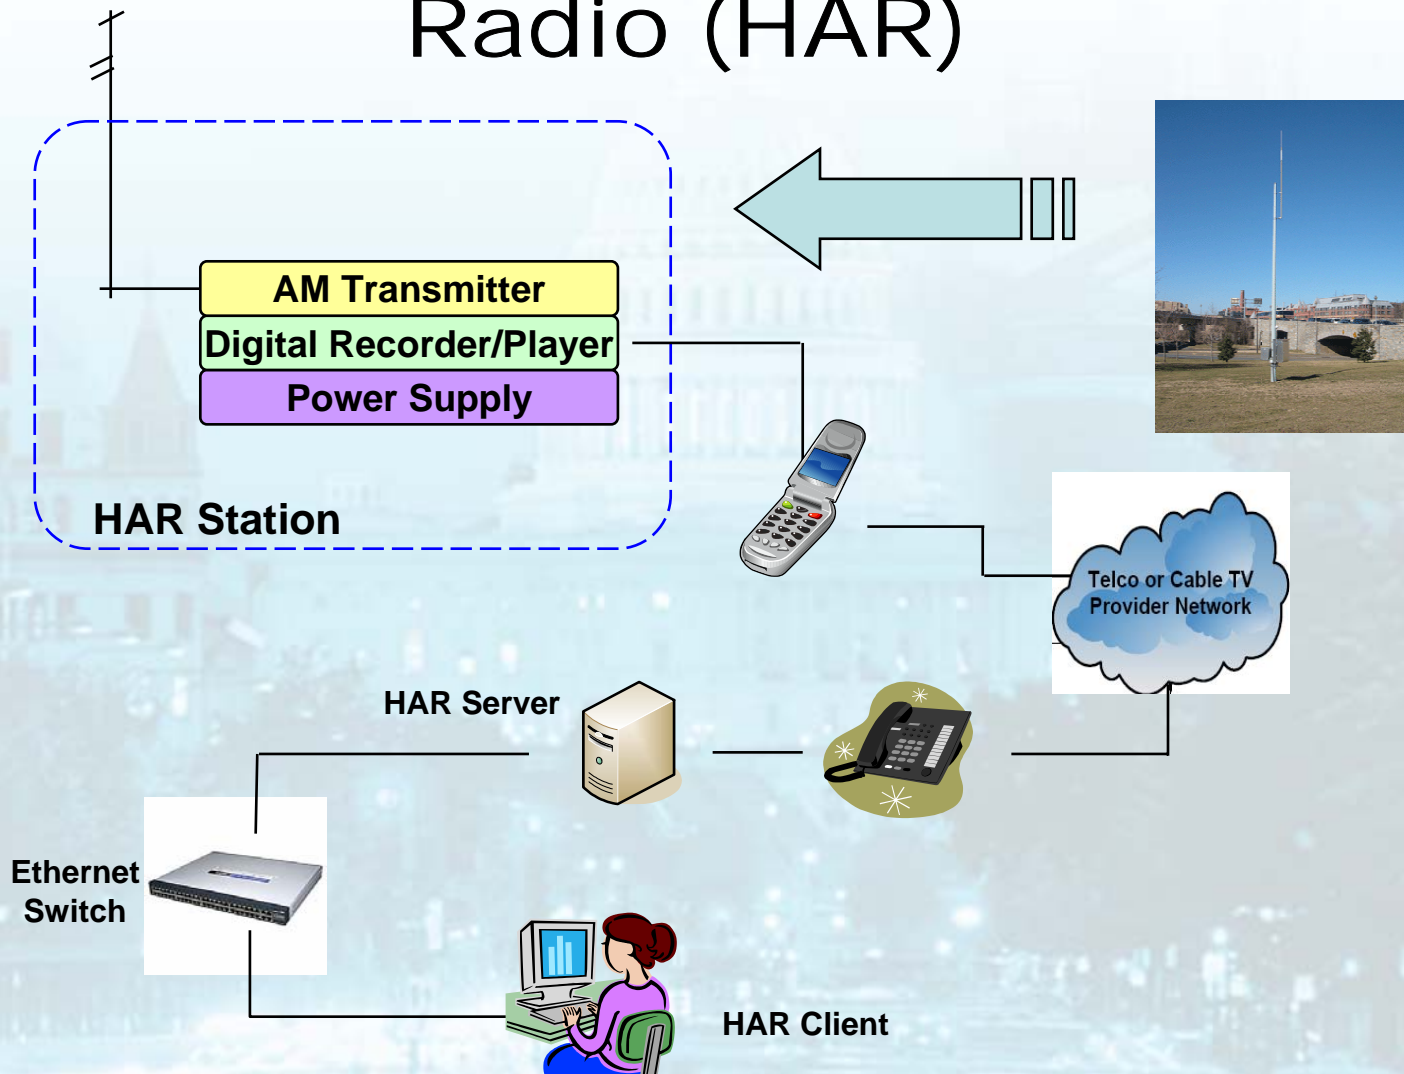 Radio (HAR)
AM Transmitter
Digital Recorder/Player
Power Supply
HAR Station
Telco or Cable TV
Provider Network
HAR Server
Ethernet
Switch
HAR Client